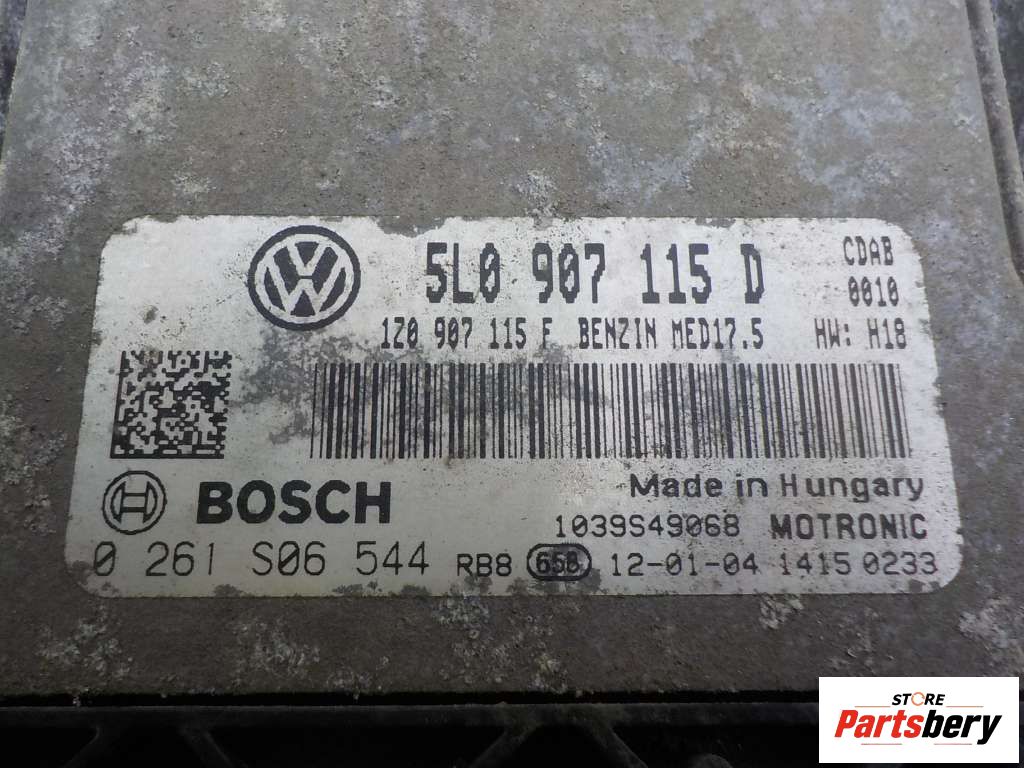 5L0 907 115 D CDAB
0010
1Z0 907 115 F BENZIN MED17.5 HW: H18
BOSCH
Made in Hungary
1039S49068 MOTRONIC
0 261 S06 544 RB8 658 12-01-04 1415 0233
STORE
Partsbery